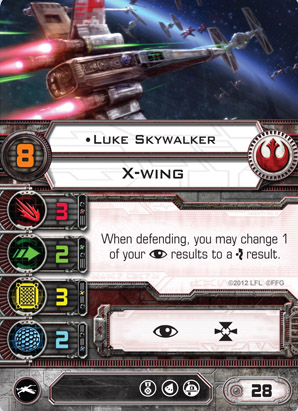 •Luke Skywalker
8
X-wing
3
2
3
2
When defending, you may change 1
of your results to a result.
©2012 LFL ©FFG
28